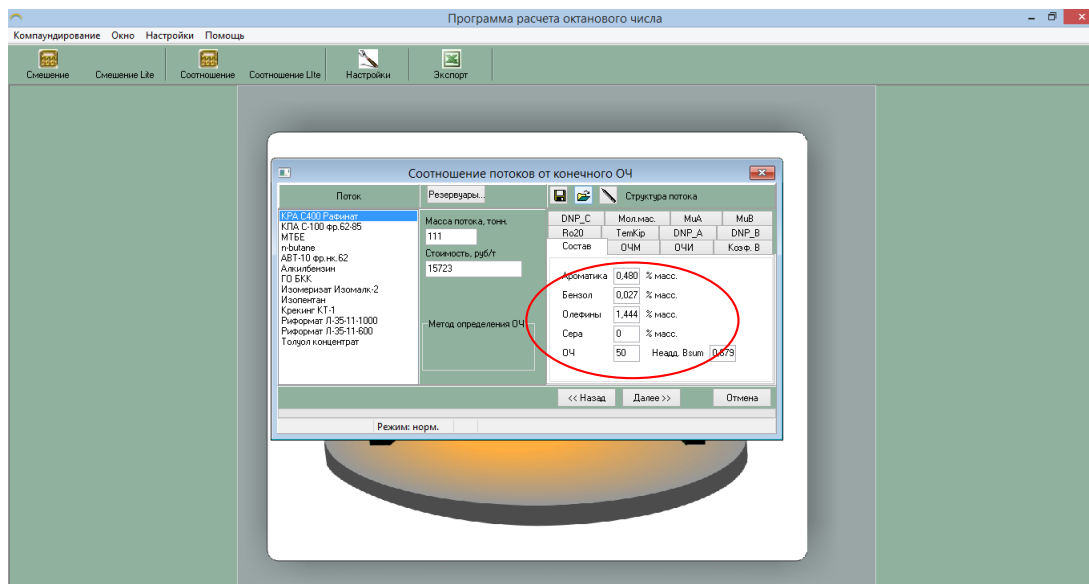 Программа расчета октанового числа
Компаундирование Окно Настройки Помощь
Смешение Смешение Lite Соотношение Соотношение LIte Настройки Экспорт
Соотношение потоков от конечного ОЧ
Поток Резервуары... Структура потока
КРА С400 Рафинат
КПА С-100 фр.62-85
МТБЕ
n-butane
АВТ-10 фр.нк.62
Алкилбензин
ГО БКК
Изомеризат Изомалк-2
Изопентан
Крекинг КТ-1
Риформат Л-35-11-1000
Риформат Л-35-11-600
Толуол концентрат
Масса потока, тонн.
111
Стоимость, руб/т
15723
Метод определения ОЧ
DNP_C Мол.мас. MuA MuB
Ro20 TemKip DNP_A DNP_B
Состав ОЧМ ОЧИ Коэф. В
Ароматика 0,480 % масс.
Бензол 0,027 % масс.
Олефины 1,444 % масс.
Сера 0 % масс.
ОЧ 50 Неадд. Bsum 0,879
<< Назад Далее >> Отмена
Режим: норм.